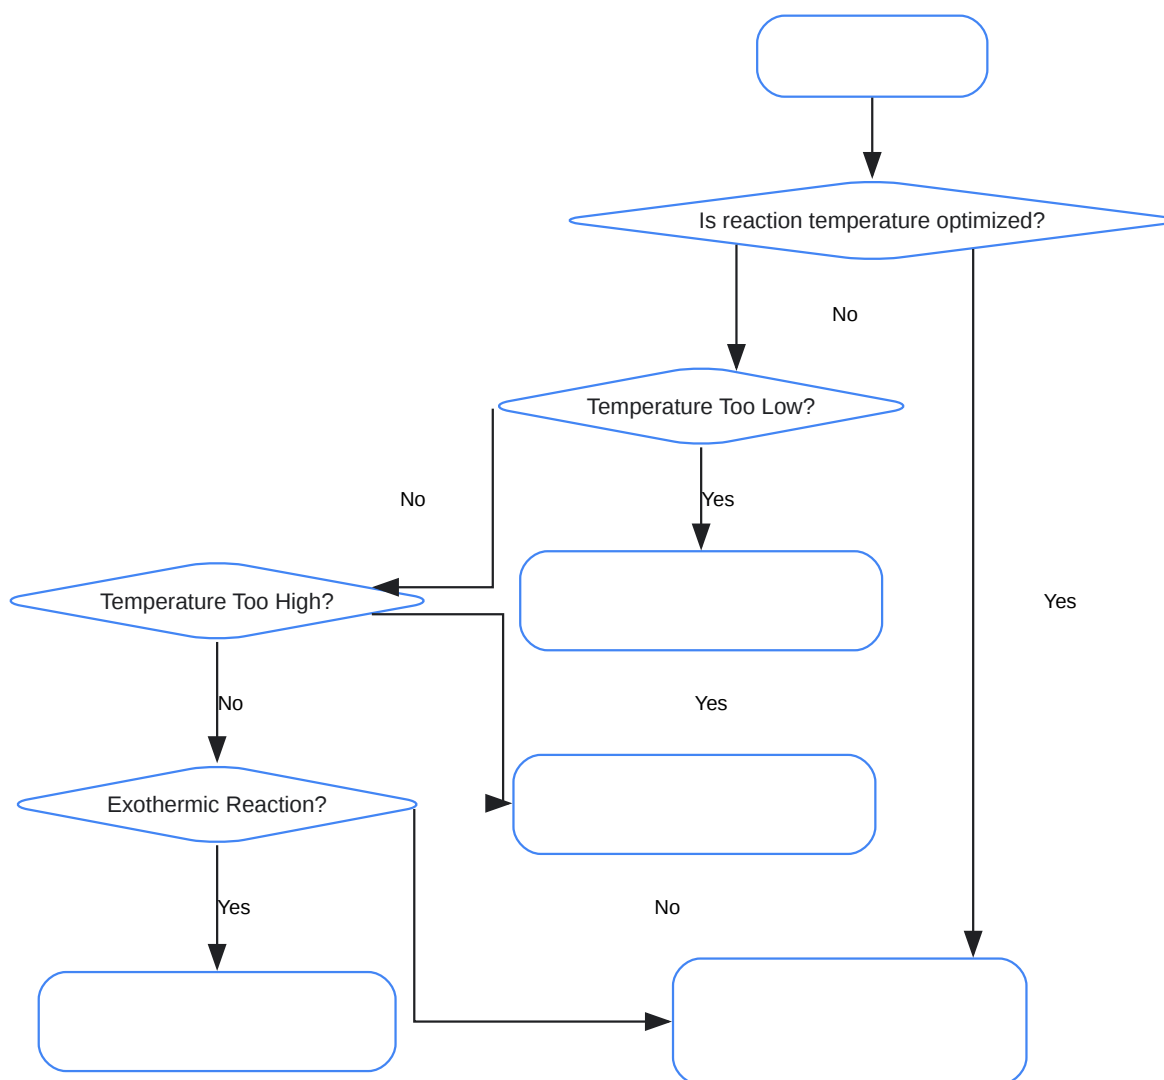 Is reaction temperature optimized?
No
Temperature Too Low?
No
Yes
Temperature Too High?
Yes
No
Yes
Exothermic Reaction?
Yes
No